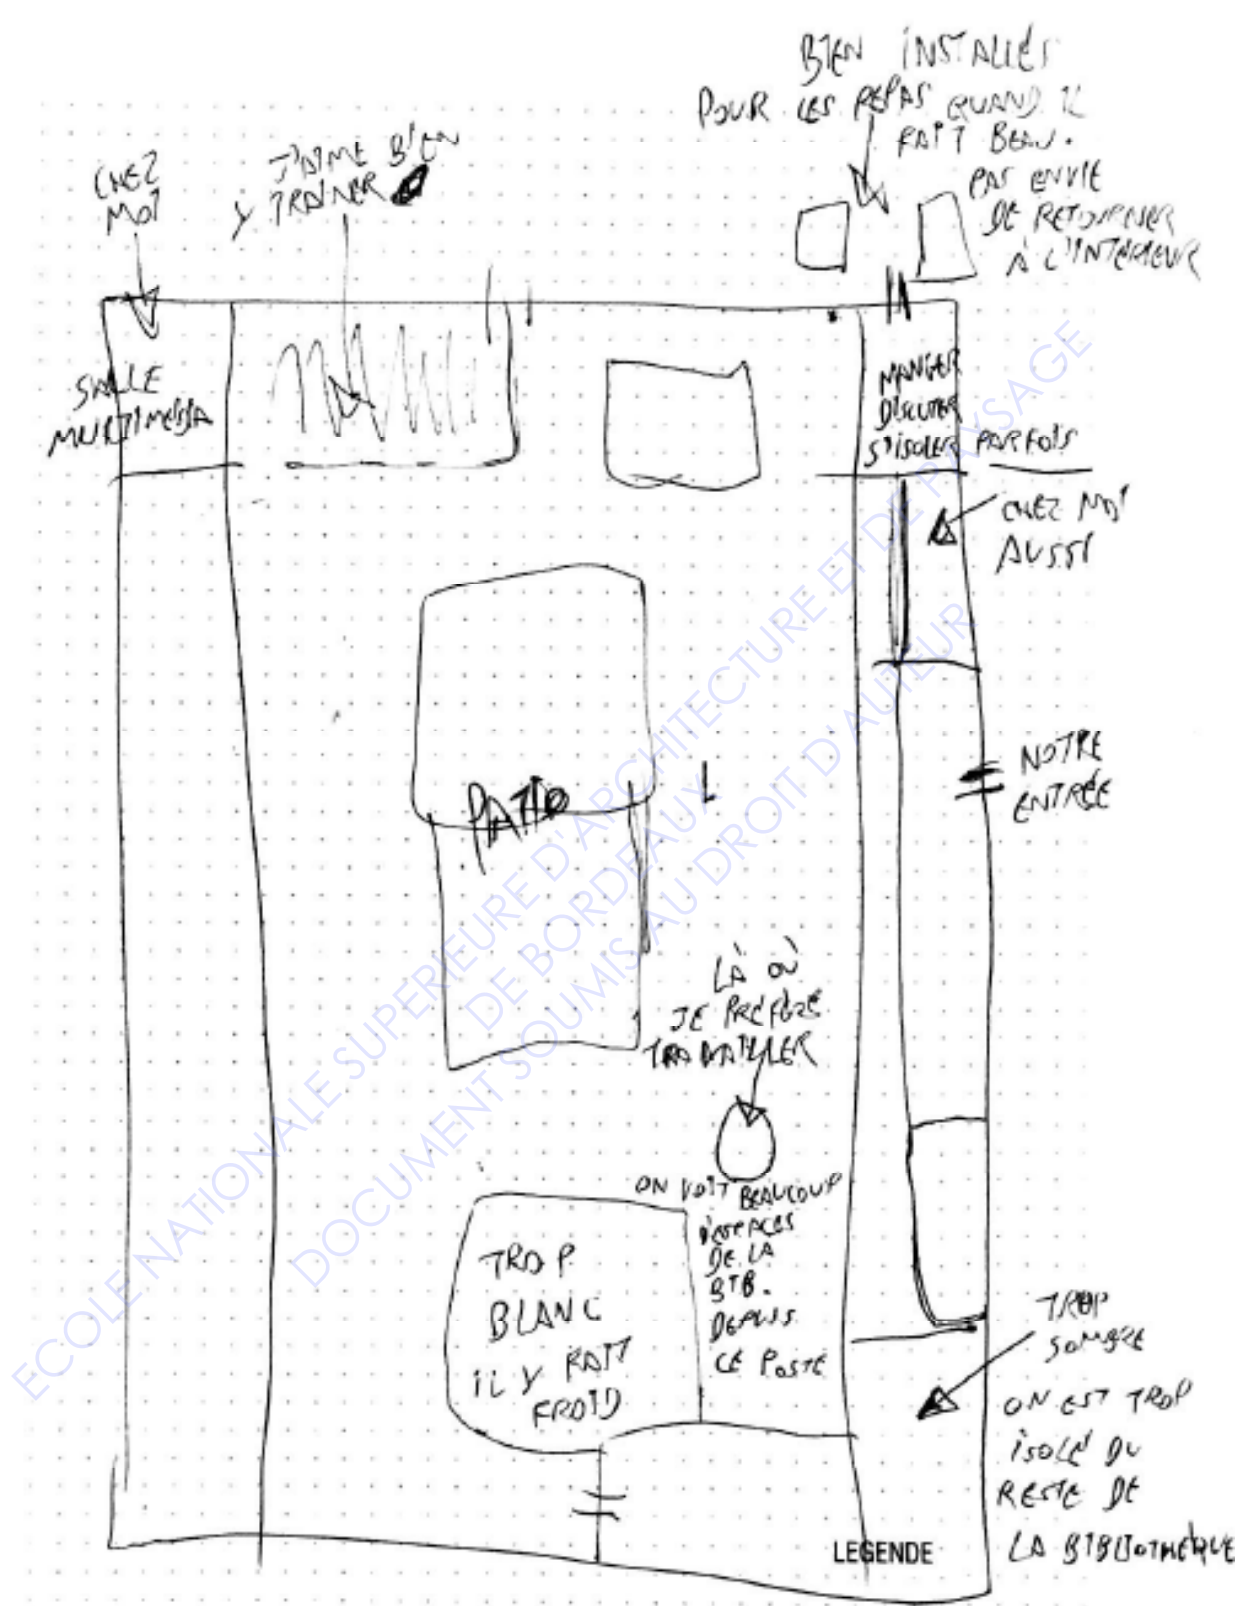 BIEN INSTALLÉS
POUR LES REPAS QUAND IL
FAIT BEAU.
PAS ENVIE
DE RETOURNER
À L'INTÉRIEUR
CHEZ
MOI
J'AIME BIEN
Y TRAINER
SALLE
MULTIMEDIA
MANGER
DISCUTER
S'ISOLER PARFOIS
CHEZ MOI
AUSSI
PATIO
NOTRE
ENTRÉE
LÀ OÙ
JE PRÉFÈRE
TRAVAILLER
ON VOIT BEAUCOUP
D'ESPACES
DE LA
BIB.
DEPUIS
CE POSTE
TROP
BLANC
IL Y FAIT
FROID
TROP
SOMBRE
ON EST TROP
ISOLÉ DU
RESTE DE
LA BIBLIOTHÈQUE
LEGENDE
ECOLE NATIONALE SUPERIEURE D'ARCHITECTURE ET DE PAYSAGE
DE BORDEAUX
DOCUMENT SOUMIS AU DROIT D'AUTEUR